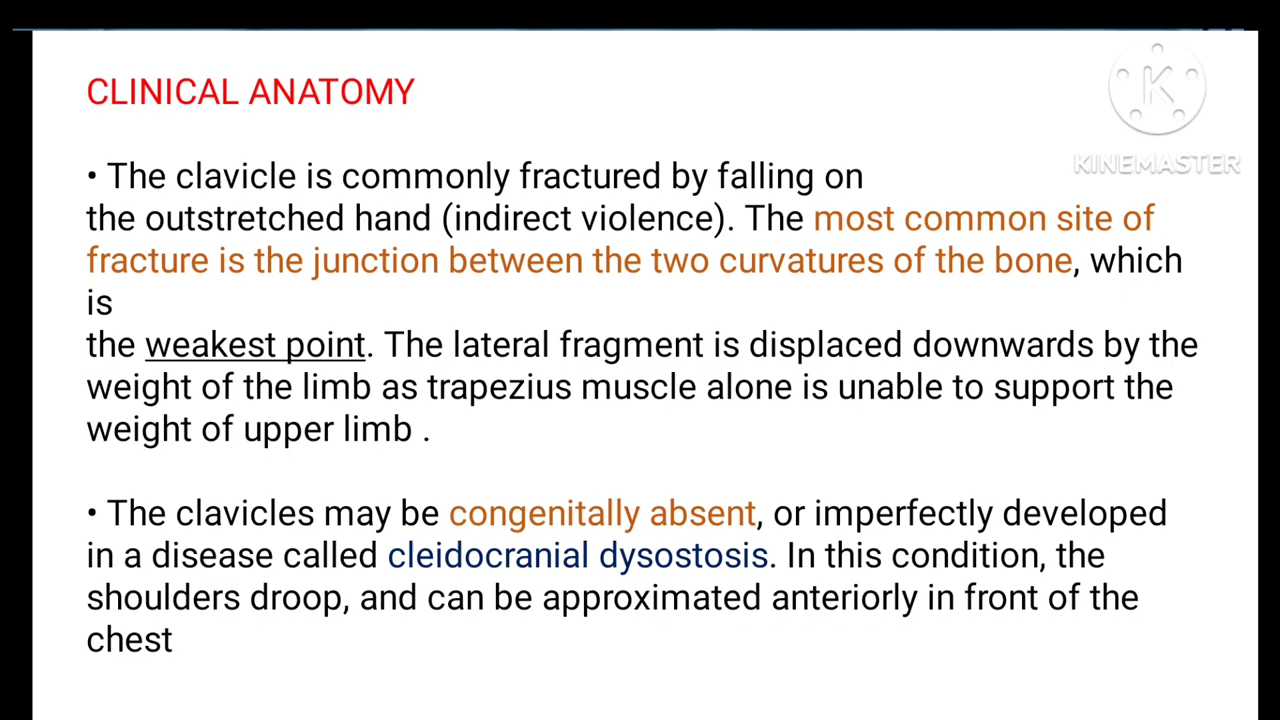 CLINICAL ANATOMY
K
KINEMASTER
• The clavicle is commonly fractured by falling on
the outstretched hand (indirect violence). The most common site of
fracture is the junction between the two curvatures of the bone, which
is
the weakest point. The lateral fragment is displaced downwards by the
weight of the limb as trapezius muscle alone is unable to support the
weight of upper limb .
• The clavicles may be congenitally absent, or imperfectly developed
in a disease called cleidocranial dysostosis. In this condition, the
shoulders droop, and can be approximated anteriorly in front of the
chest